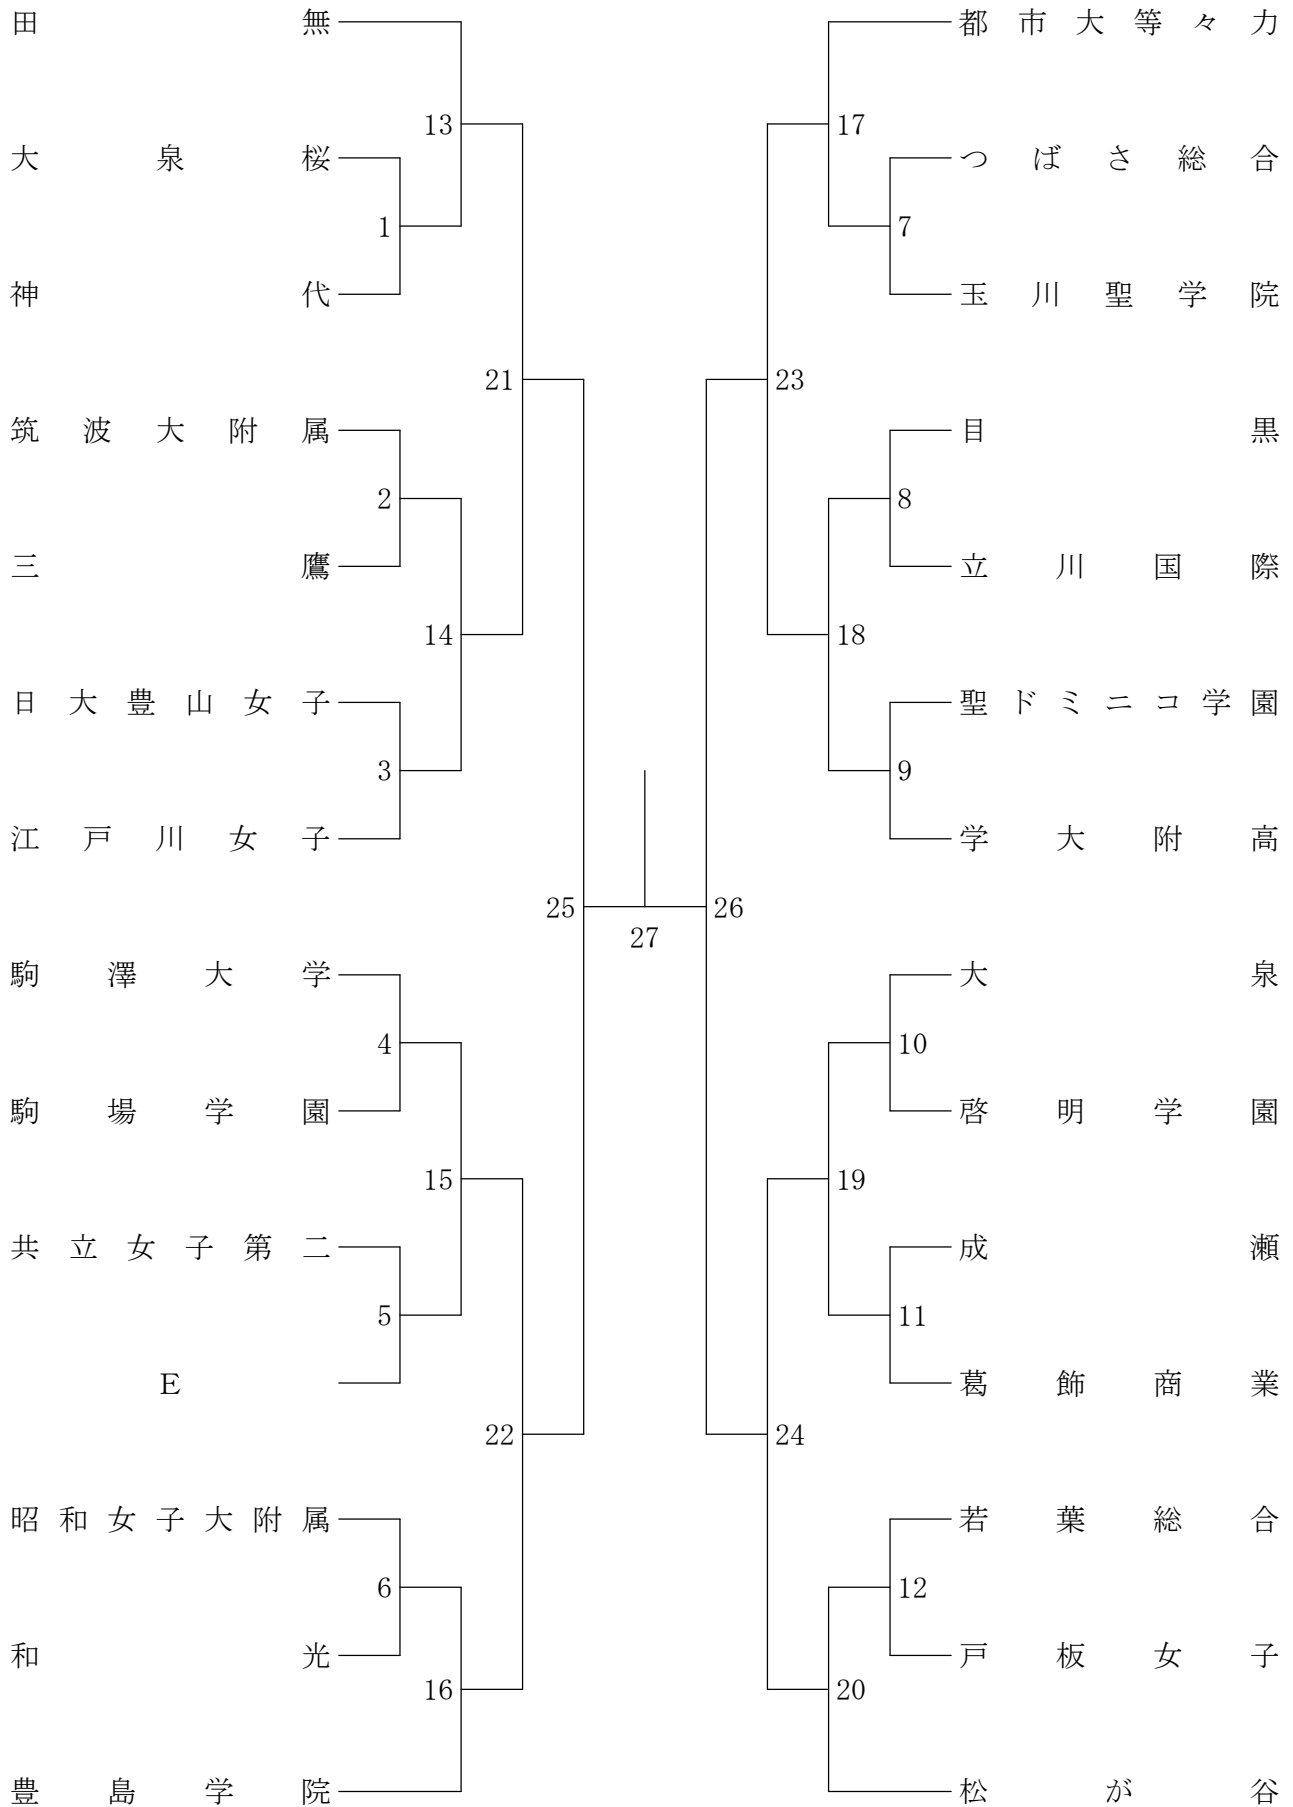 田無
13
大泉桜
1
神代
21
筑波大附属
2
三鷹
14
日大豊山女子
3
江戸川女子
25
駒澤大学
4
駒場学園
15
共立女子第二
5
E
22
昭和女子大附属
6
和光
16
豊島学院
27
都市大等々力
17
つばさ総合
7
玉川聖学院
23
目黒
8
立川国際
18
聖ドミニコ学園
9
学大附高
26
大泉
10
啓明学園
19
成瀬
11
葛飾商業
24
若葉総合
12
戸板女子
20
松が谷